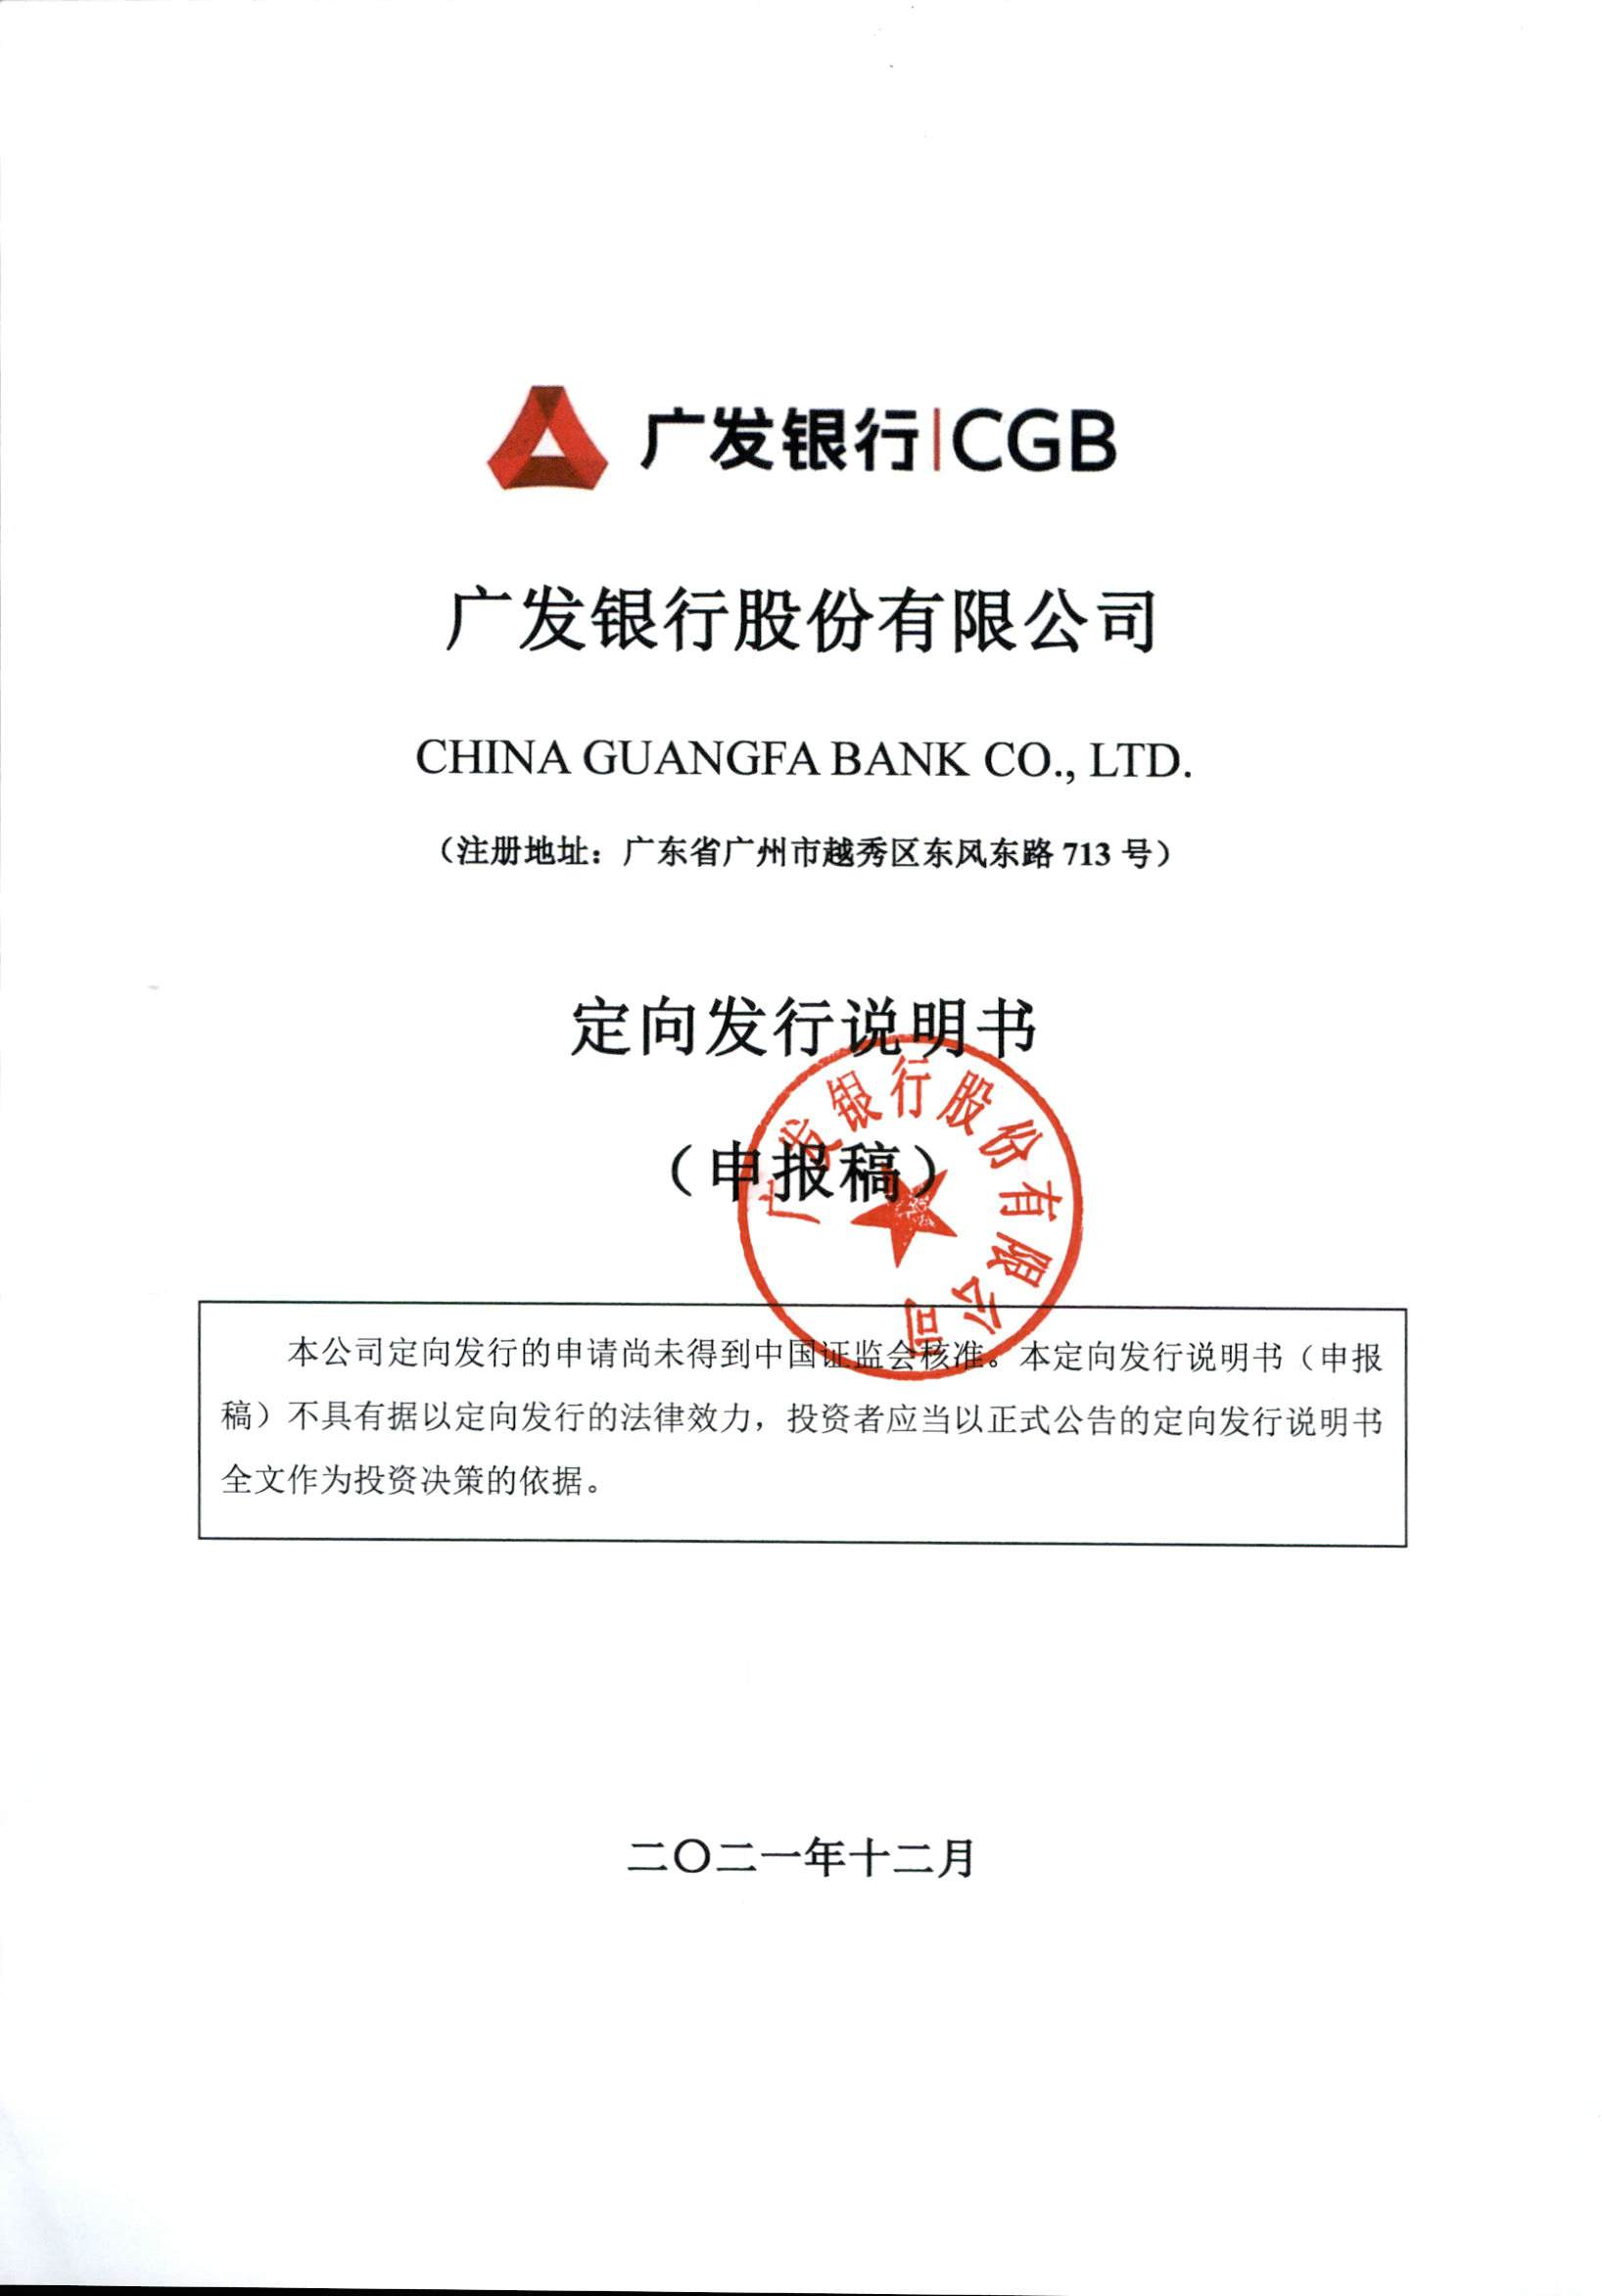 广发银行|CGB
广发银行股份有限公司
CHINA GUANGFA BANK CO., LTD.
（注册地址：广东省广州市越秀区东风东路 713 号）
定向发行说明书
（申报稿）
广发银行股份有限公司
本公司定向发行的申请尚未得到中国证监会核准。本定向发行说明书（申报
稿）不具有据以定向发行的法律效力，投资者应当以正式公告的定向发行说明书
全文作为投资决策的依据。
二〇二一年十二月